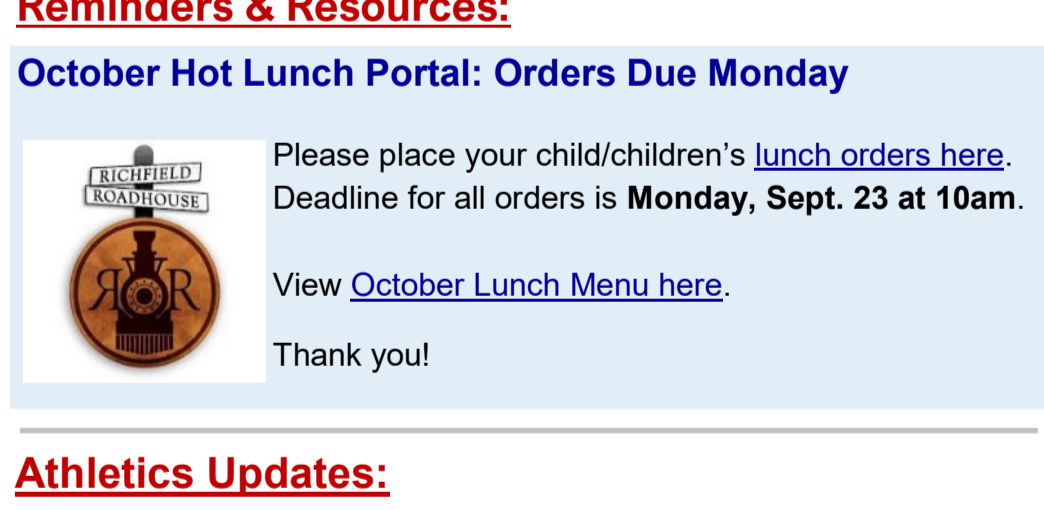 Reminders & Resources:
October Hot Lunch Portal: Orders Due Monday
RICHFIELD
ROADHOUSE
RR
Please place your child/children’s lunch orders here.
Deadline for all orders is Monday, Sept. 23 at 10am.
View October Lunch Menu here.
Thank you!
Athletics Updates: